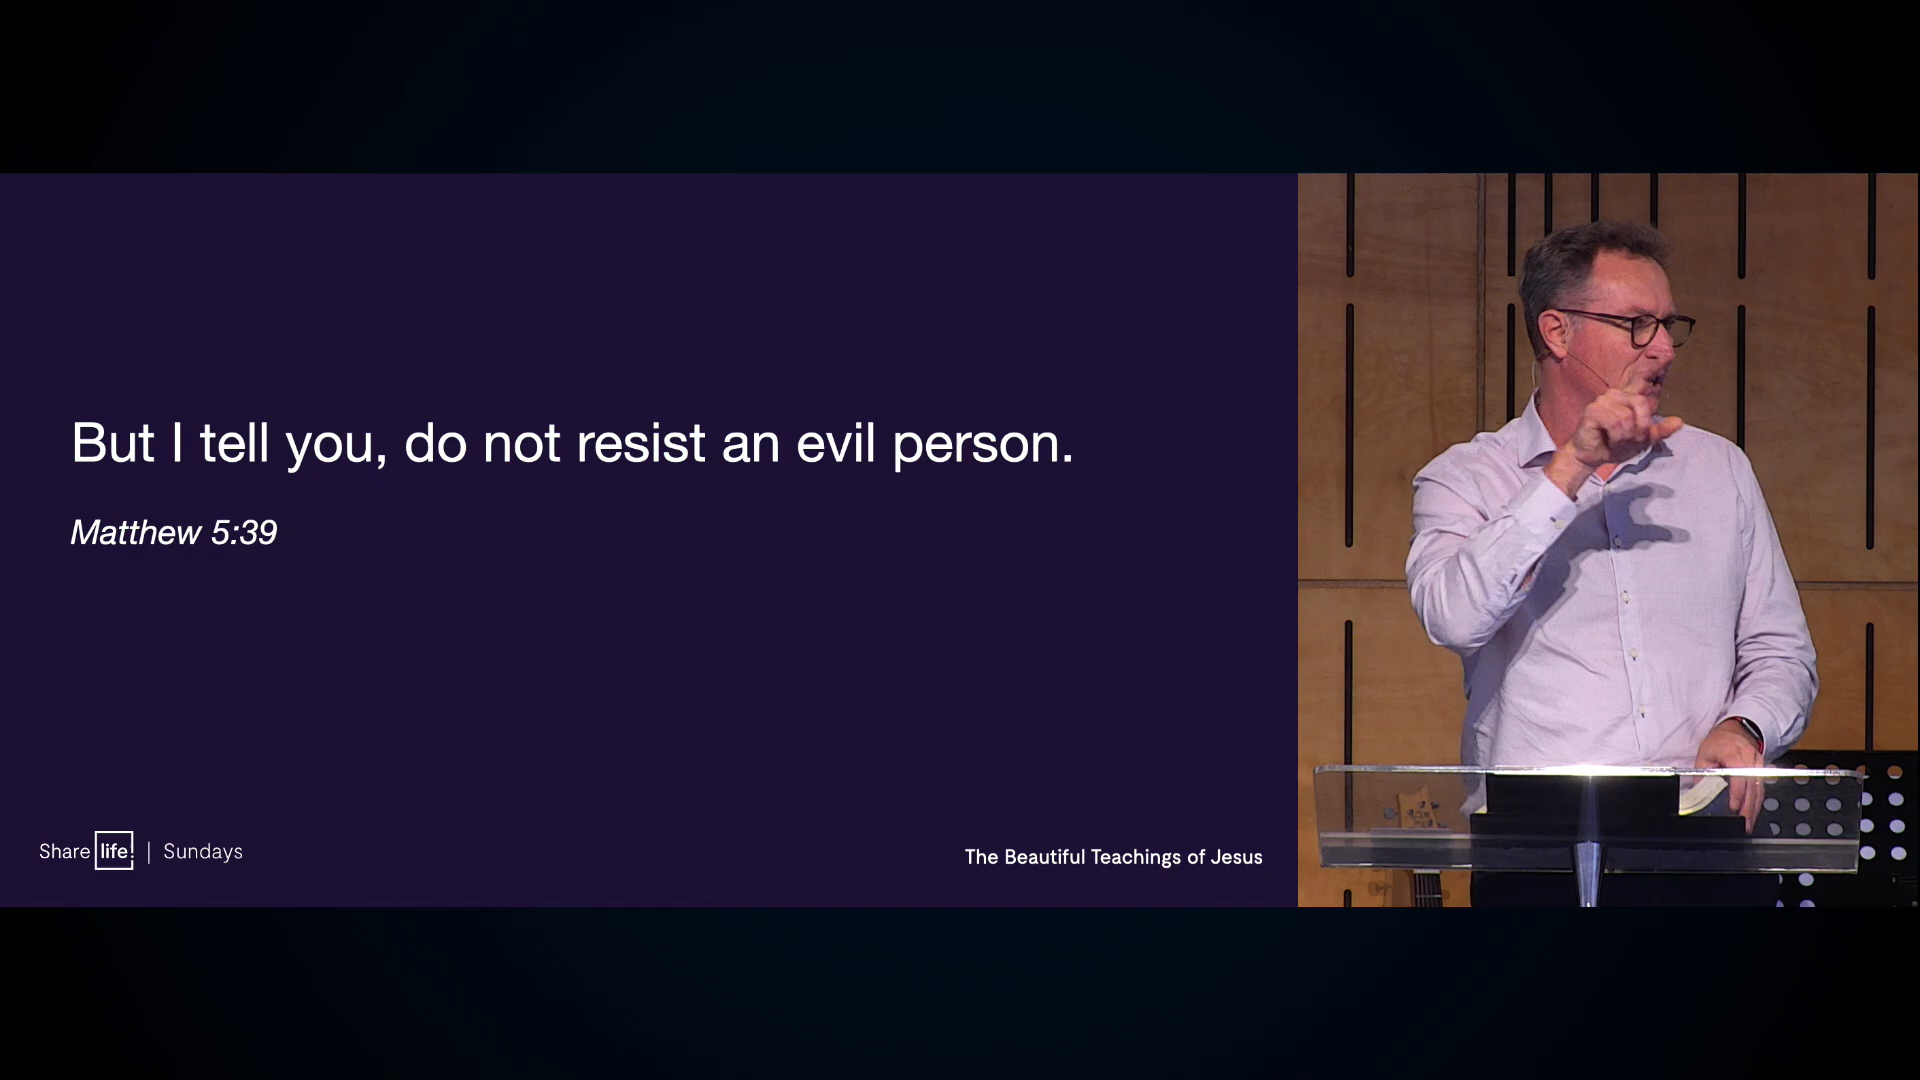 But I tell you, do not resist an evil person.
Matthew 5:39
Share life! | Sundays
The Beautiful Teachings of Jesus